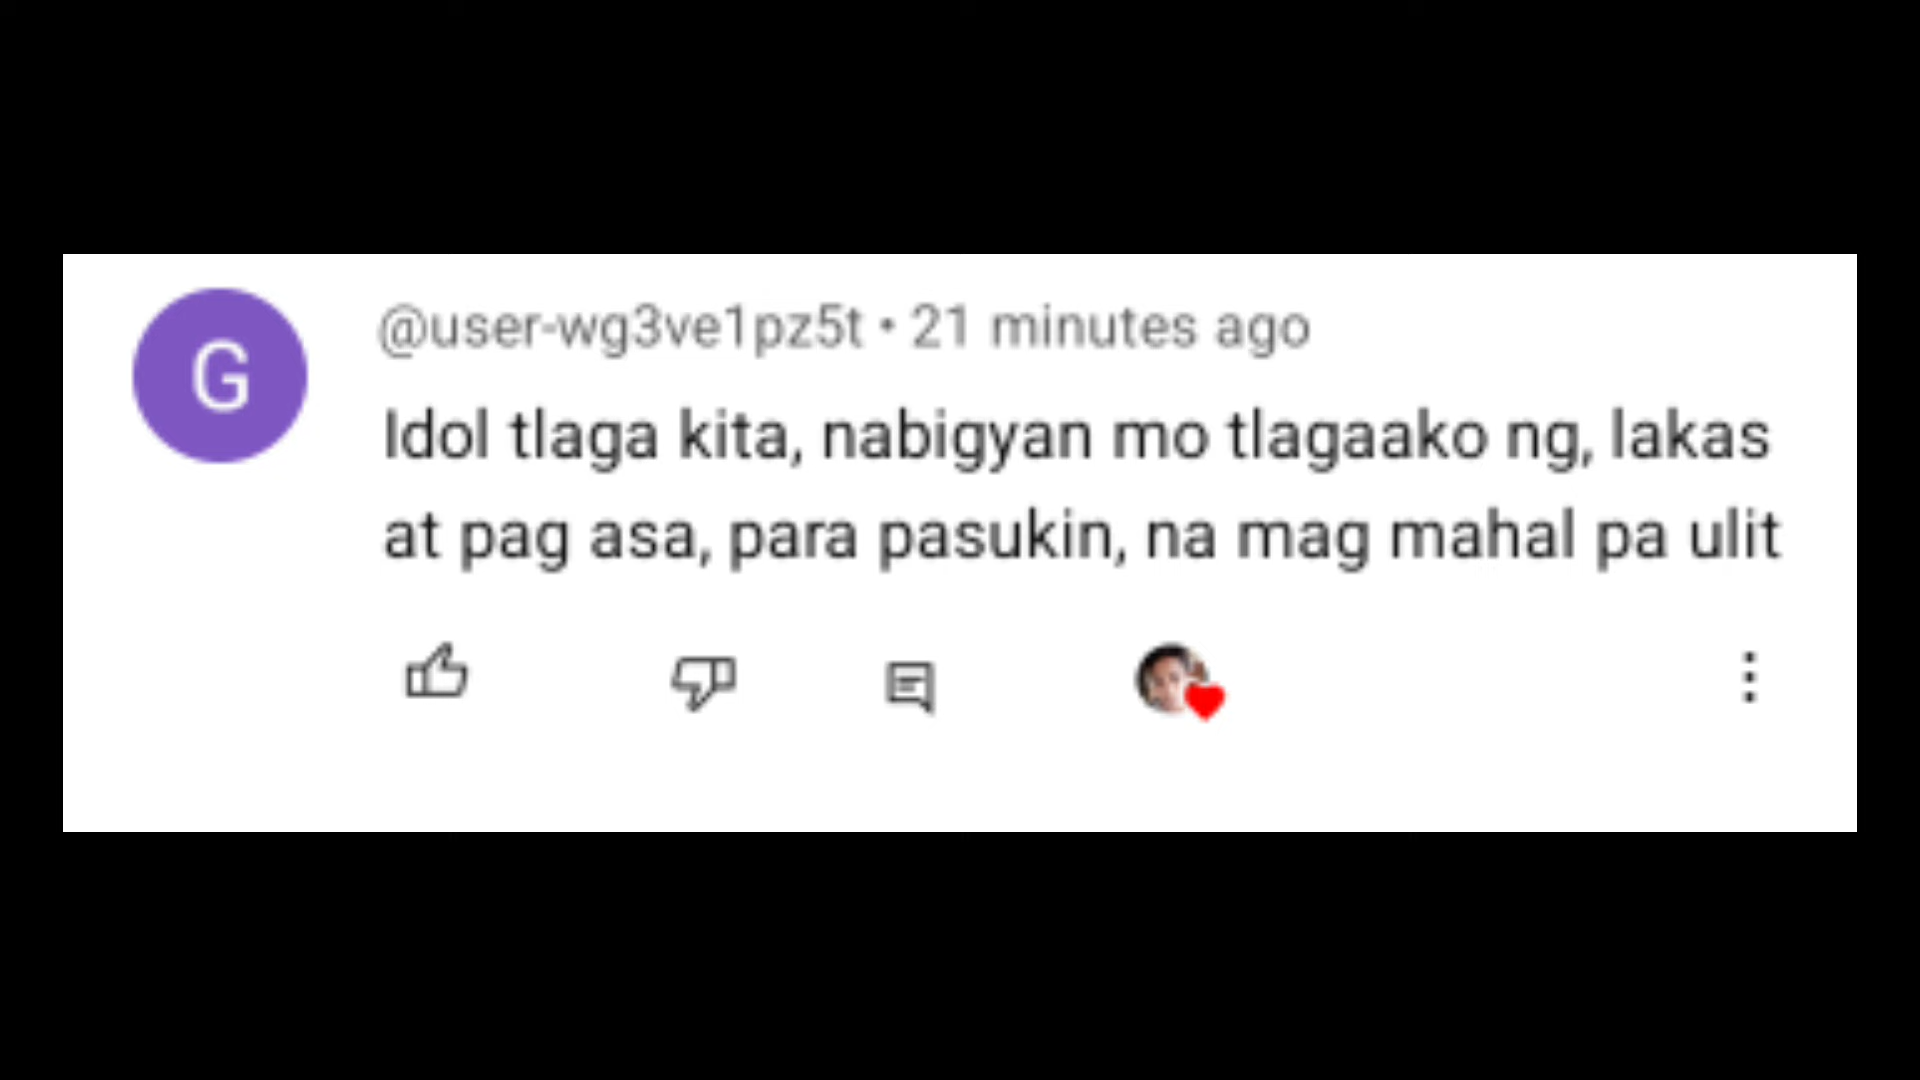 G
@user-wg3ve1pz5t • 21 minutes ago
Idol tlaga kita, nabigyan mo tlagaako ng, lakas
at pag asa, para pasukin, na mag mahal pa ulit